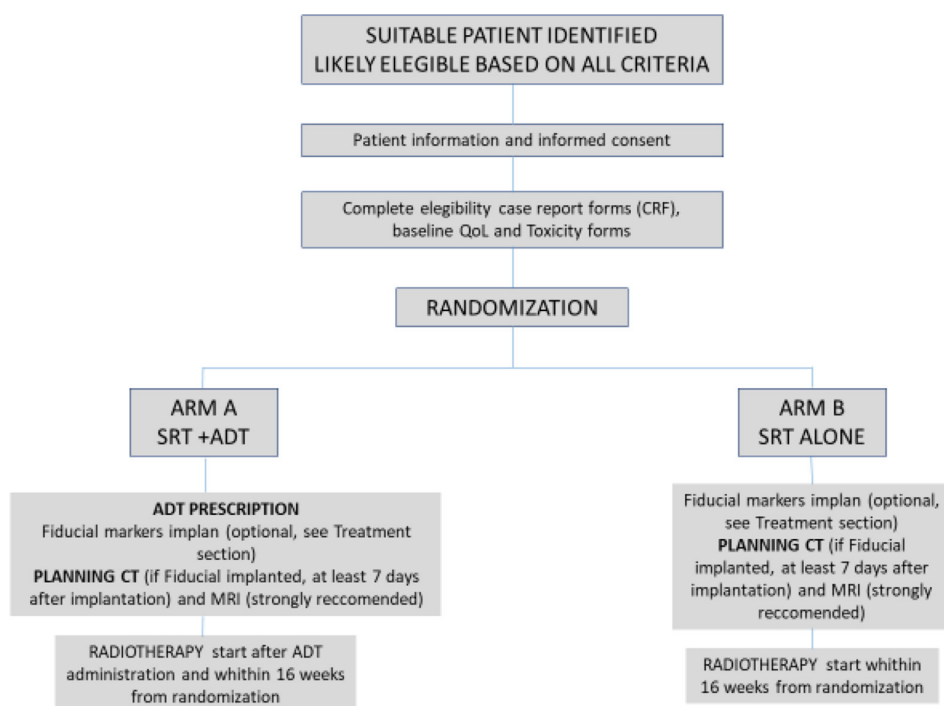 SUITABLE PATIENT IDENTIFIED
LIKELY ELEGIBLE BASED ON ALL CRITERIA
Patient information and informed consent
Complete elegibility case report forms (CRF),
baseline QoL and Toxicity forms
RANDOMIZATION
ARM A
SRT +ADT
ADT PRESCRIPTION
Fiducial markers implan (optional, see Treatment
section)
PLANNING CT (if Fiducial implanted, at least 7 days
after implantation) and MRI (strongly reccomended)
RADIOTHERAPY start after ADT
administration and whithin 16 weeks
from randomization
ARM B
SRT ALONE
Fiducial markers implan (optional,
see Treatment section)
PLANNING CT (if Fiducial
implanted, at least 7 days after
implantation) and MRI (strongly
reccomended)
RADIOTHERAPY start whithin
16 weeks from randomization